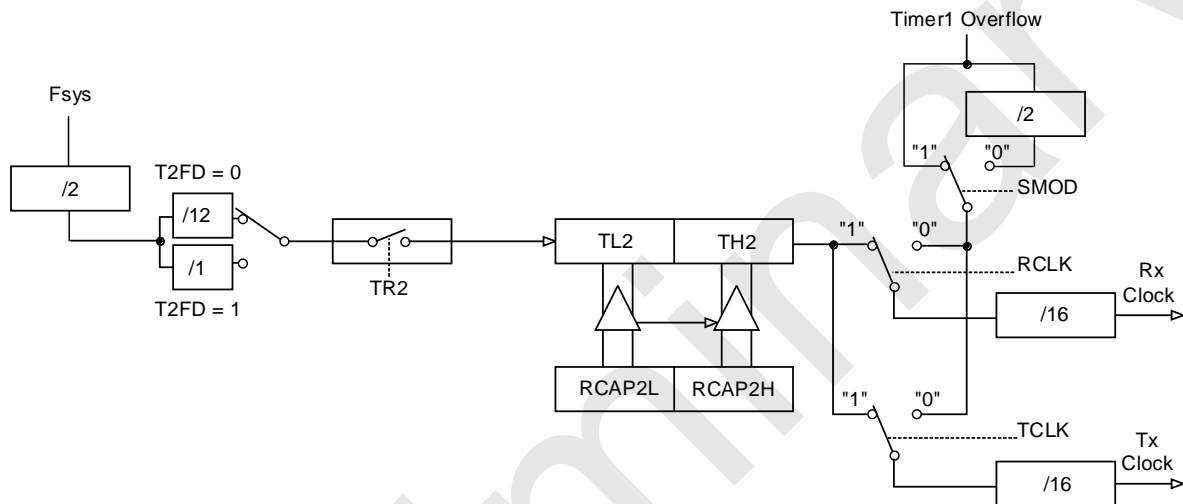 Timer1 Overflow
Fsys
/2
"1"
"0"
T2FD = 0
/2
SMOD
/12
TL2
TH2
"1"
"0"
/1
RCLK
Rx
Clock
TR2
T2FD = 1
/16
RCAP2L
RCAP2H
"1"
"0"
TCLK
Tx
Clock
/16